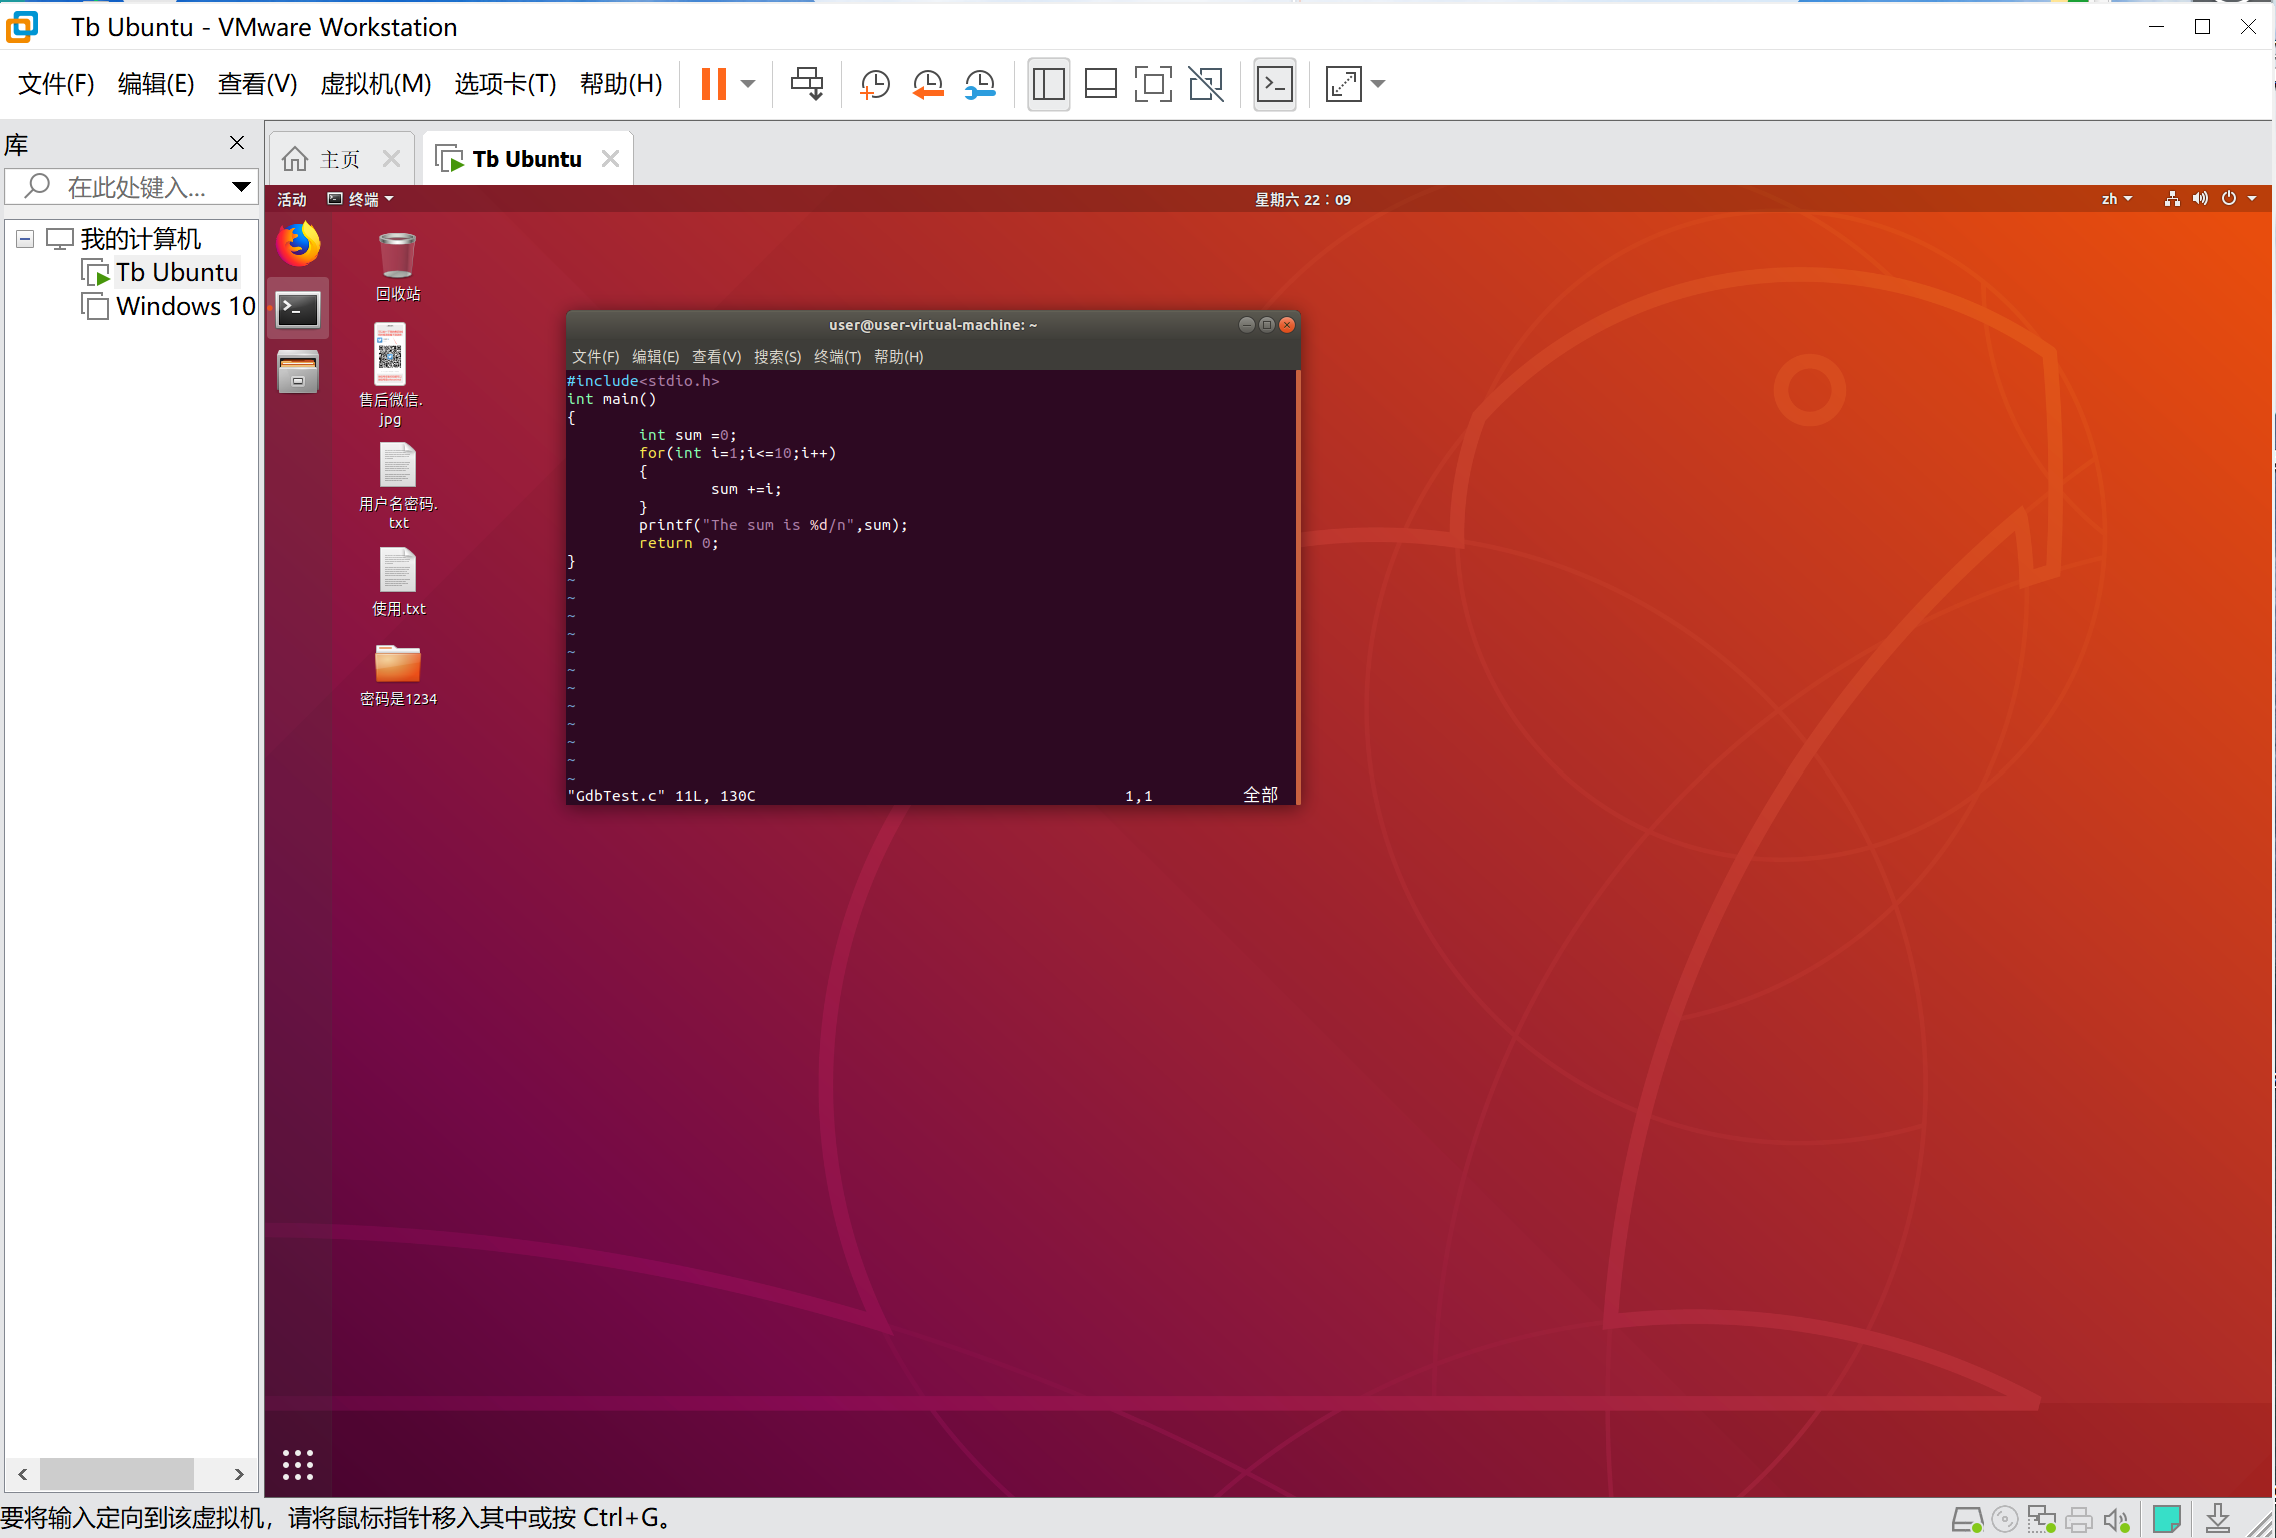 Tb Ubuntu - VMware Workstation
文件(F) 编辑(E) 查看(V) 虚拟机(M) 选项卡(T) 帮助(H)
库
在此处键入...
我的计算机
Tb Ubuntu
Windows 10
主页
Tb Ubuntu
活动 终端 星期六 22：09 zh
回收站
售后微信.
jpg
用户名密码.
txt
使用.txt
密码是1234
user@user-virtual-machine: ~
文件(F) 编辑(E) 查看(V) 搜索(S) 终端(T) 帮助(H)
#include<stdio.h>
int main()
{
        int sum =0;
        for(int i=1;i<=10;i++)
        {
                sum +=i;
        }
        printf("The sum is %d/n",sum);
        return 0;
}
~
~
~
~
~
~
~
~
~
~
~
~
"GdbTest.c" 11L, 130C 1,1 全部
要将输入定向到该虚拟机，请将鼠标指针移入其中或按 Ctrl+G。